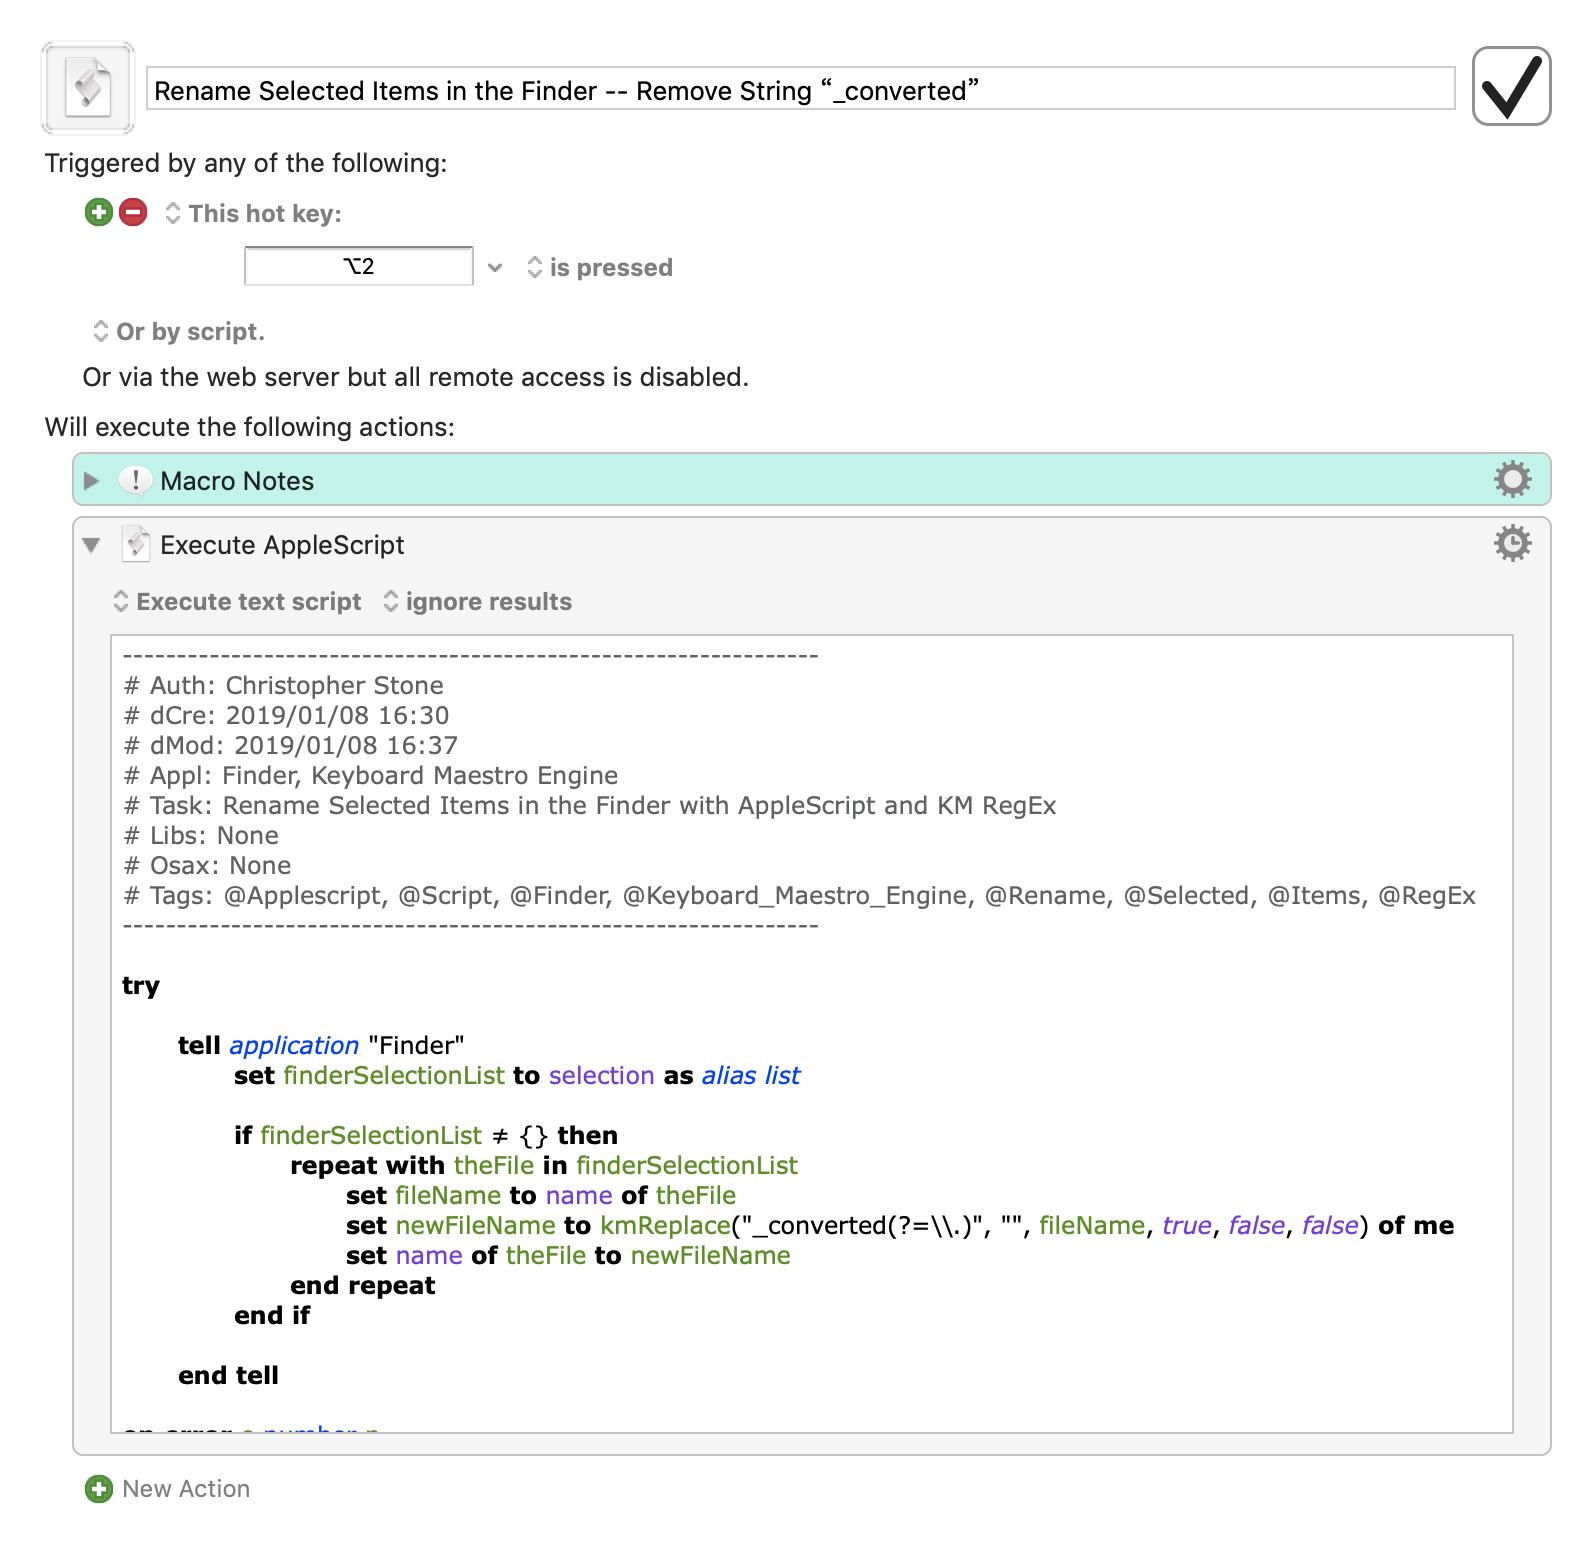 Rename Selected Items in the Finder -- Remove String “_converted”
Triggered by any of the following:
This hot key:
⌥2
is pressed
Or by script.
Or via the web server but all remote access is disabled.
Will execute the following actions:
Macro Notes
Execute AppleScript
Execute text script ignore results
----------------------------------------------------------------
# Auth: Christopher Stone
# dCre: 2019/01/08 16:30
# dMod: 2019/01/08 16:37
# Appl: Finder, Keyboard Maestro Engine
# Task: Rename Selected Items in the Finder with AppleScript and KM RegEx
# Libs: None
# Osax: None
# Tags: @Applescript, @Script, @Finder, @Keyboard_Maestro_Engine, @Rename, @Selected, @Items, @RegEx
----------------------------------------------------------------
try
tell application "Finder"
set finderSelectionList to selection as alias list
if finderSelectionList ≠ {} then
repeat with theFile in finderSelectionList
set fileName to name of theFile
set newFileName to kmReplace("_converted(?=\\.)", "", fileName, true, false, false) of me
set name of theFile to newFileName
end repeat
end if
end tell
on error e number n
New Action